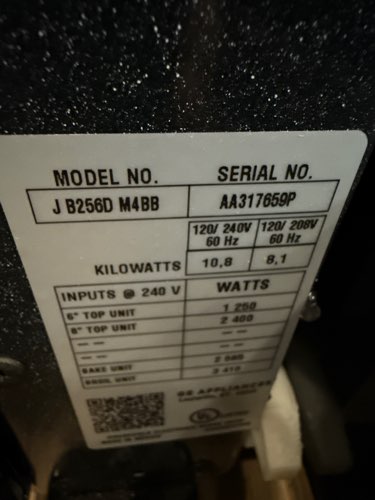 MODEL NO. SERIAL NO.
J B256D M4BB AA317659P
120/ 240V 120/ 208V
60 Hz 60 Hz
KILOWATTS 10,8 8,1
INPUTS @ 240 V WATTS
6" TOP UNIT 1 250
8" TOP UNIT 2 400
— — — —
— — — —
BAKE UNIT
BROIL UNIT 3 410
GE APPLIANCES
UL